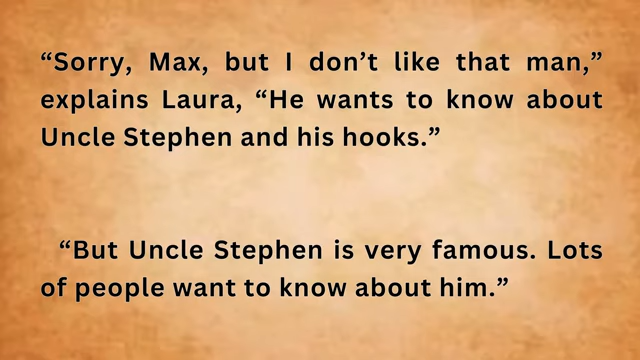 “Sorry, Max, but I don’t like that man,”
explains Laura, “He wants to know about
Uncle Stephen and his hooks.”
“But Uncle Stephen is very famous. Lots
of people want to know about him.”